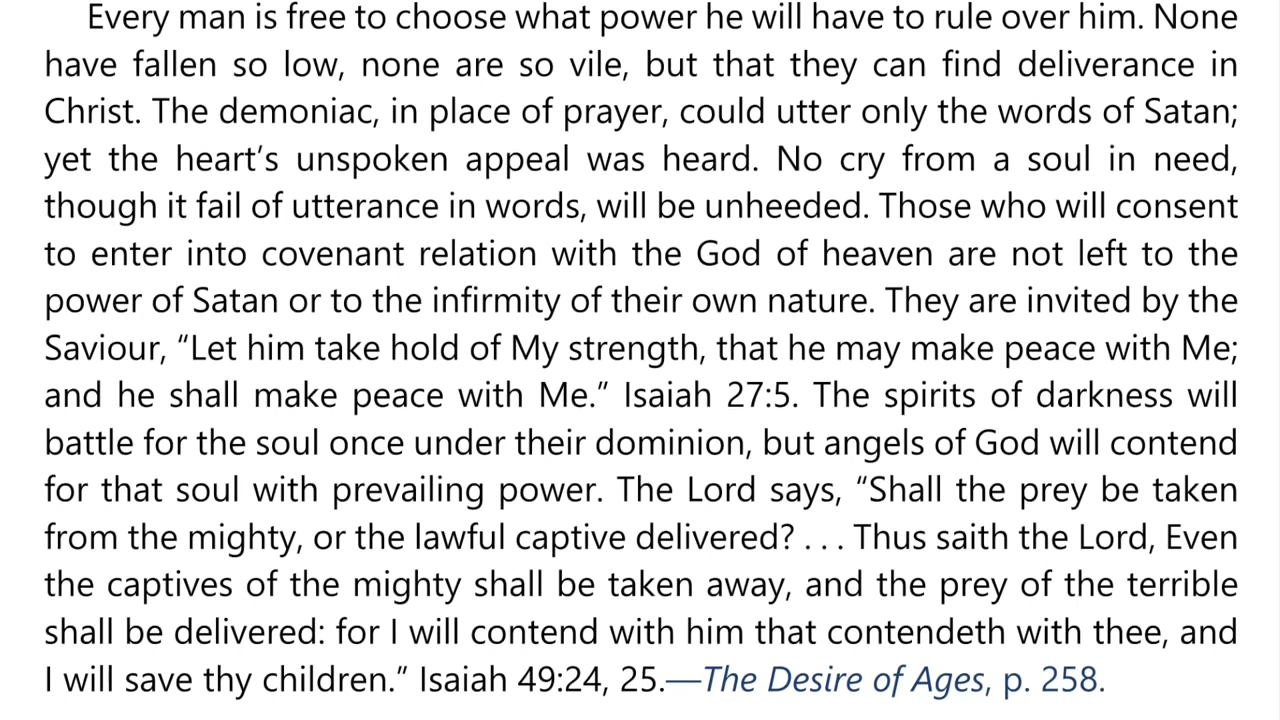 Every man is free to choose what power he will have to rule over him. None
have fallen so low, none are so vile, but that they can find deliverance in
Christ. The demoniac, in place of prayer, could utter only the words of Satan;
yet the heart’s unspoken appeal was heard. No cry from a soul in need,
though it fail of utterance in words, will be unheeded. Those who will consent
to enter into covenant relation with the God of heaven are not left to the
power of Satan or to the infirmity of their own nature. They are invited by the
Saviour, “Let him take hold of My strength, that he may make peace with Me;
and he shall make peace with Me.” Isaiah 27:5. The spirits of darkness will
battle for the soul once under their dominion, but angels of God will contend
for that soul with prevailing power. The Lord says, “Shall the prey be taken
from the mighty, or the lawful captive delivered? . . . Thus saith the Lord, Even
the captives of the mighty shall be taken away, and the prey of the terrible
shall be delivered: for I will contend with him that contendeth with thee, and
I will save thy children.” Isaiah 49:24, 25.—The Desire of Ages, p. 258.